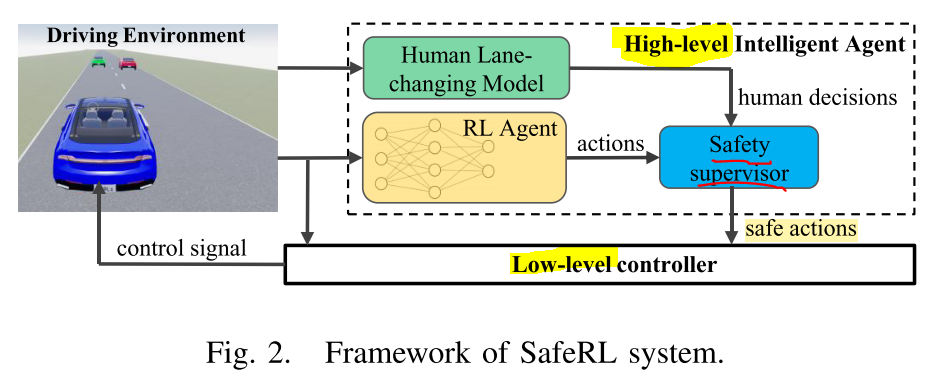 Driving Environment
High-level Intelligent Agent
Human Lane-
changing Model
human decisions
RL Agent
actions
Safety
supervisor
safe actions
control signal
Low-level controller
Fig. 2. Framework of SafeRL system.